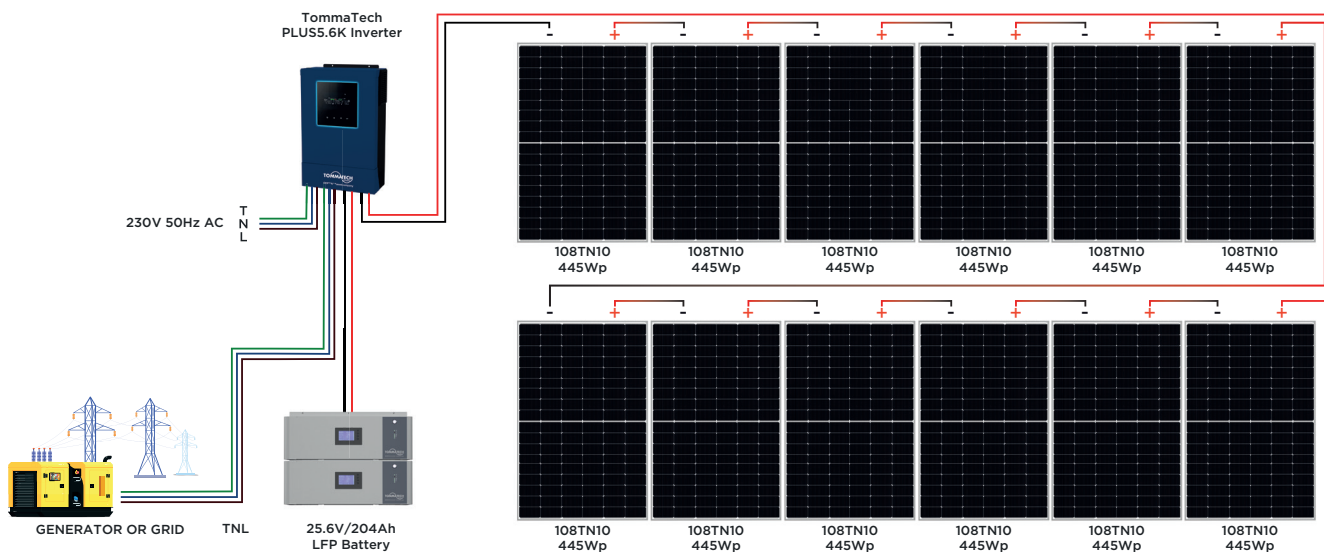 TommaTech
PLUS5.6K Inverter
- + - + - + - + - + - +
TOMMATECH
230V 50Hz AC
T
N
L
108TN10
445Wp
108TN10
445Wp
108TN10
445Wp
108TN10
445Wp
108TN10
445Wp
108TN10
445Wp
- + - + - + - + - + - +
GENERATOR OR GRID
TNL
25.6V/204Ah
LFP Battery
108TN10
445Wp
108TN10
445Wp
108TN10
445Wp
108TN10
445Wp
108TN10
445Wp
108TN10
445Wp